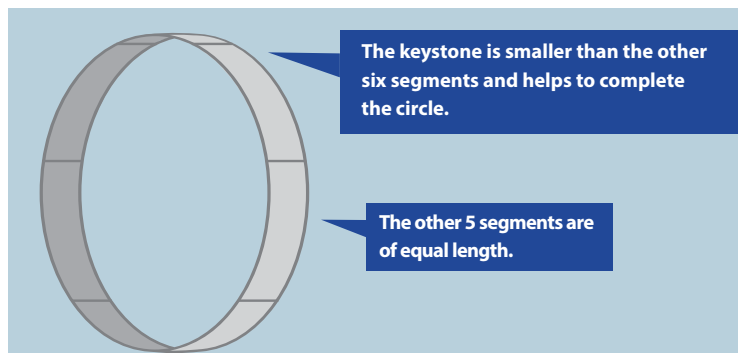 The keystone is smaller than the other
six segments and helps to complete
the circle.
The other 5 segments are
of equal length.